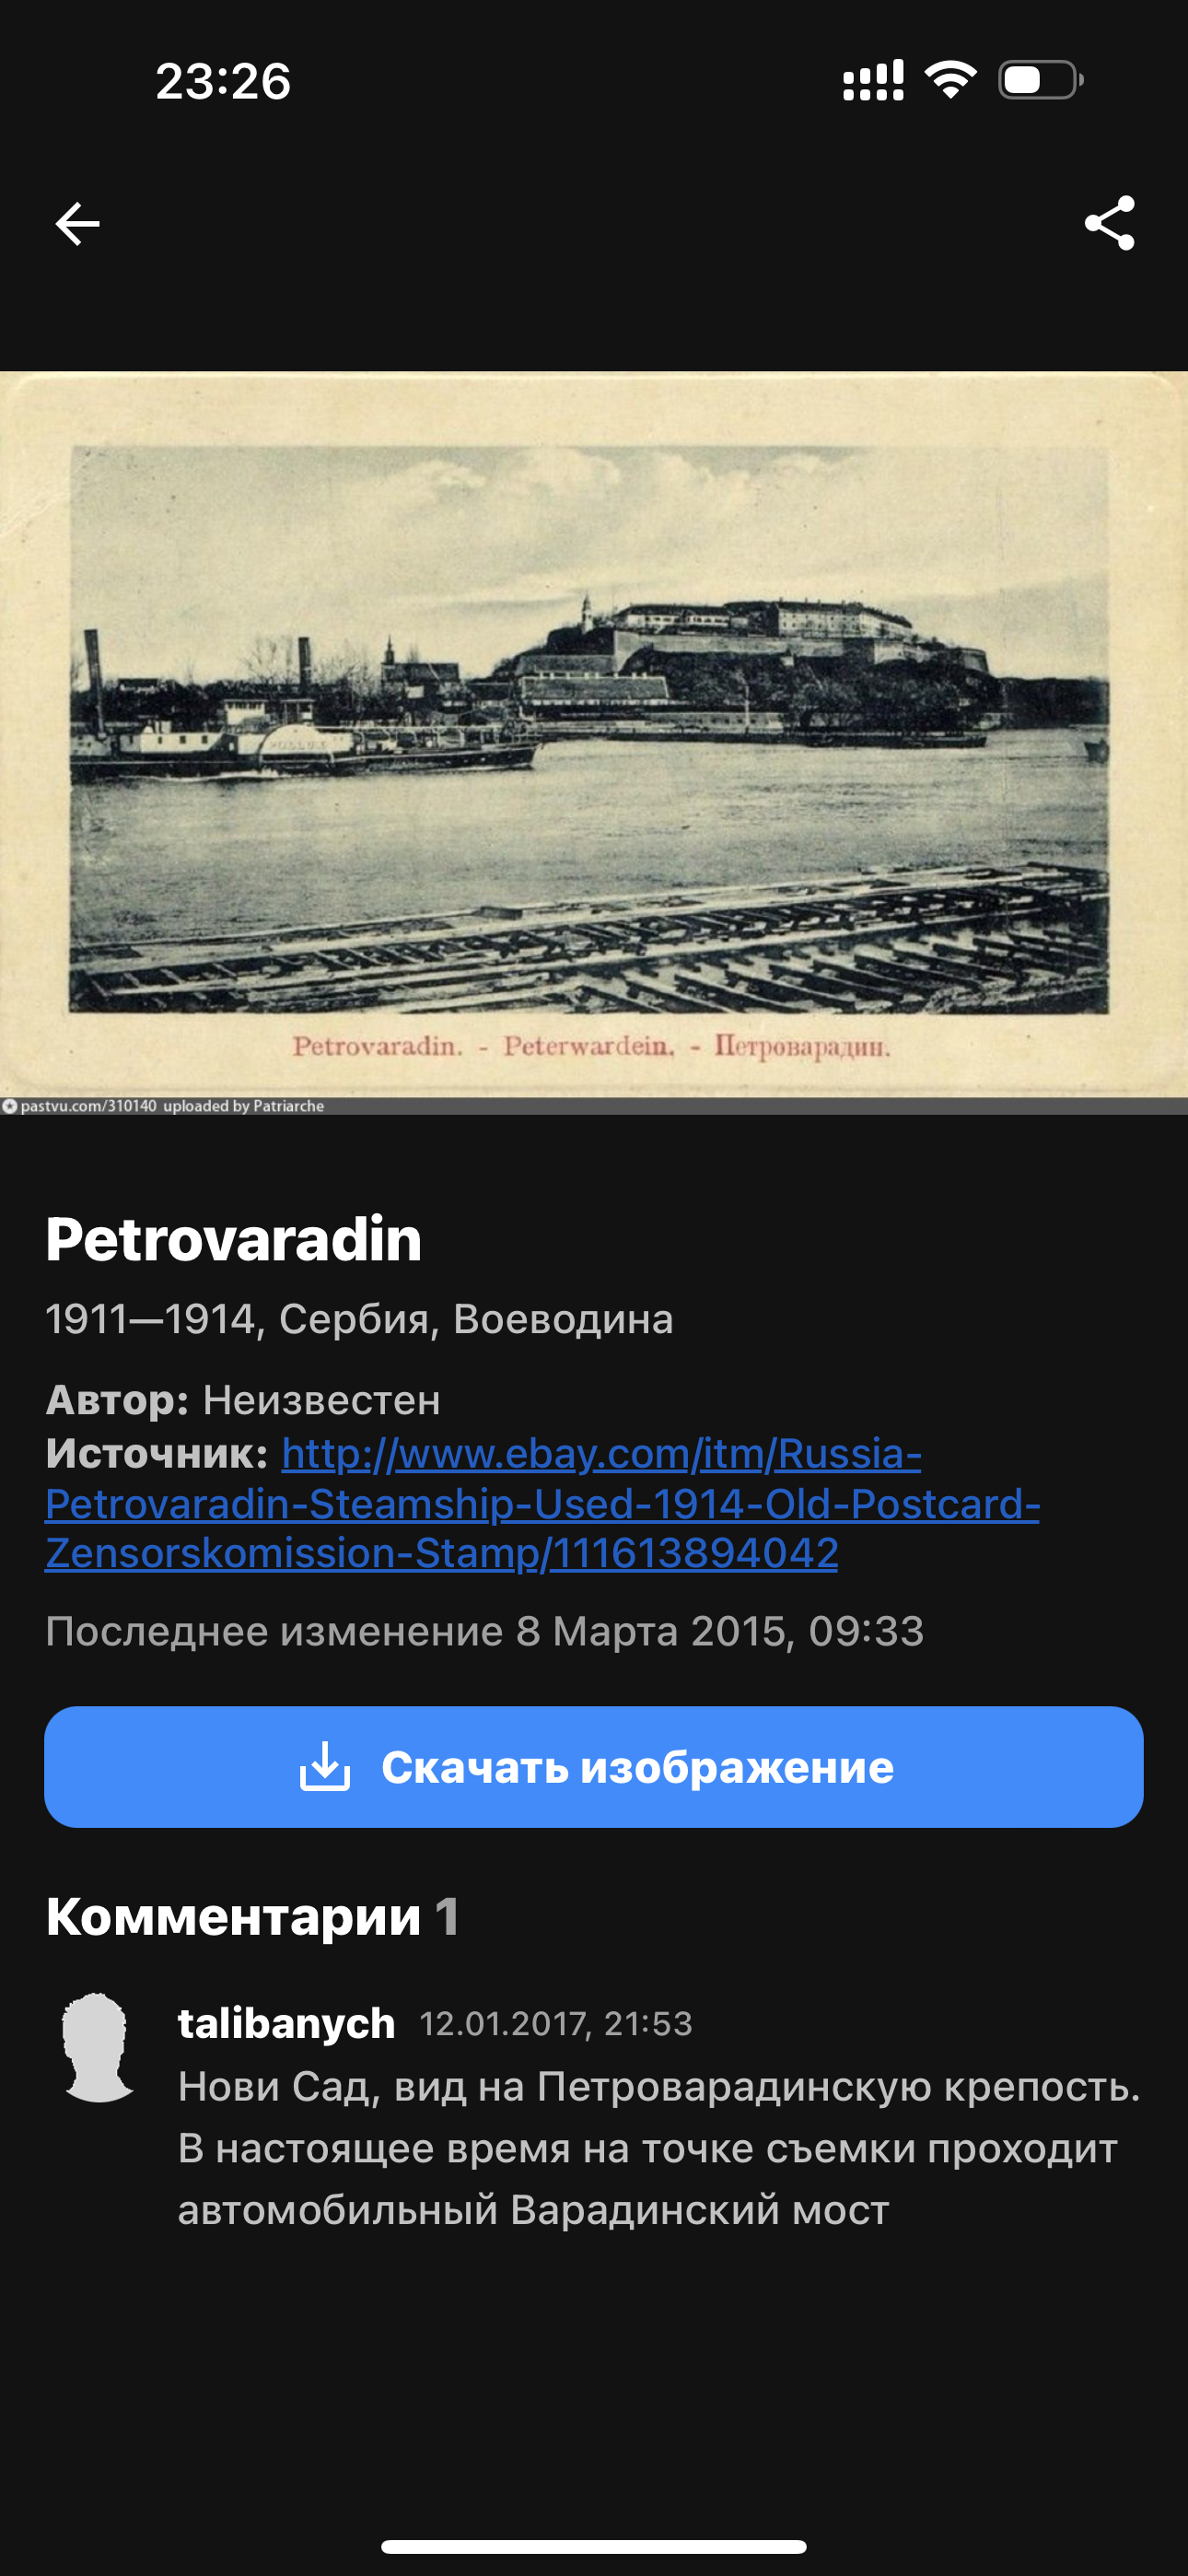 23:26
POLLUX
Petrovaradin. - Peterwardein. - Петроварадин.
pastvu.com/310140 uploaded by Patriarche
Petrovaradin
1911—1914, Сербия, Воеводина
Автор: Неизвестен
Источник: http://www.ebay.com/itm/Russia-
Petrovaradin-Steamship-Used-1914-Old-Postcard-
Zensorskomission-Stamp/111613894042
Последнее изменение 8 Марта 2015, 09:33
Скачать изображение
Комментарии 1
talibanych 12.01.2017, 21:53
Нови Сад, вид на Петроварадинскую крепость.
В настоящее время на точке съемки проходит
автомобильный Варадинский мост